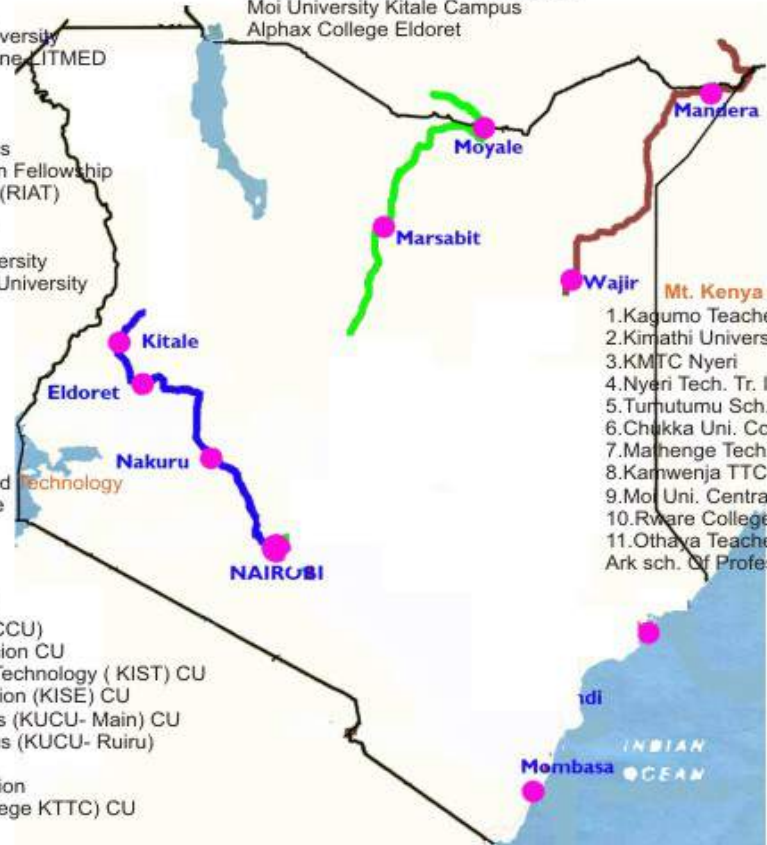 Moi University Kitale Campus
Alphax College Eldoret
versity
ne-LITMED
s
n Fellowship
(RIAT)
ersity
University
Moyale
Mandera
Marsabit
Wajir
Kitale
Eldoret
Nakuru
NAIROBI
d Technology
e
Mt. Kenya
1.Kagumo Teache
2.Kimathi Univers
3.KMTC Nyeri
4.Nyeri Tech. Tr. I
5.Tumutumu Sch.
6.Chukka Uni. Co
7.Mathenge Tech
8.Kamwenja TTC
9.Moi Uni. Centra
10.Rware College
11.Othaya Teache
Ark sch. Of Profes
CCU)
ion CU
Technology ( KIST) CU
ion (KISE) CU
s (KUCU- Main) CU
s (KUCU- Ruiru)
ion
ege KTTC) CU
ndi
Mombasa
INDIAN
OCEAN